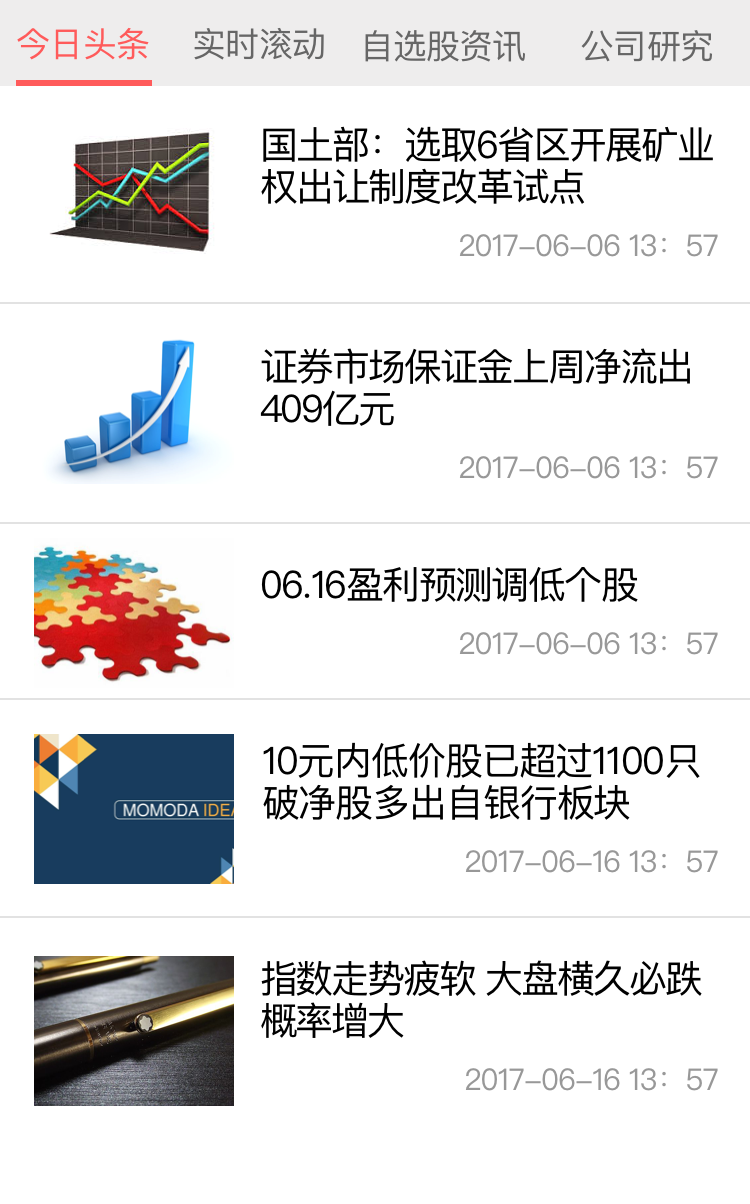 今日头条 实时滚动 自选股资讯 公司研究
国土部：选取6省区开展矿业
权出让制度改革试点
2017-06-06 13：57
证券市场保证金上周净流出
409亿元
2017-06-06 13：57
06.16盈利预测调低个股
2017-06-06 13：57
MOMODA IDEA
10元内低价股已超过1100只
破净股多出自银行板块
2017-06-16 13：57
指数走势疲软 大盘横久必跌
概率增大
2017-06-16 13：57